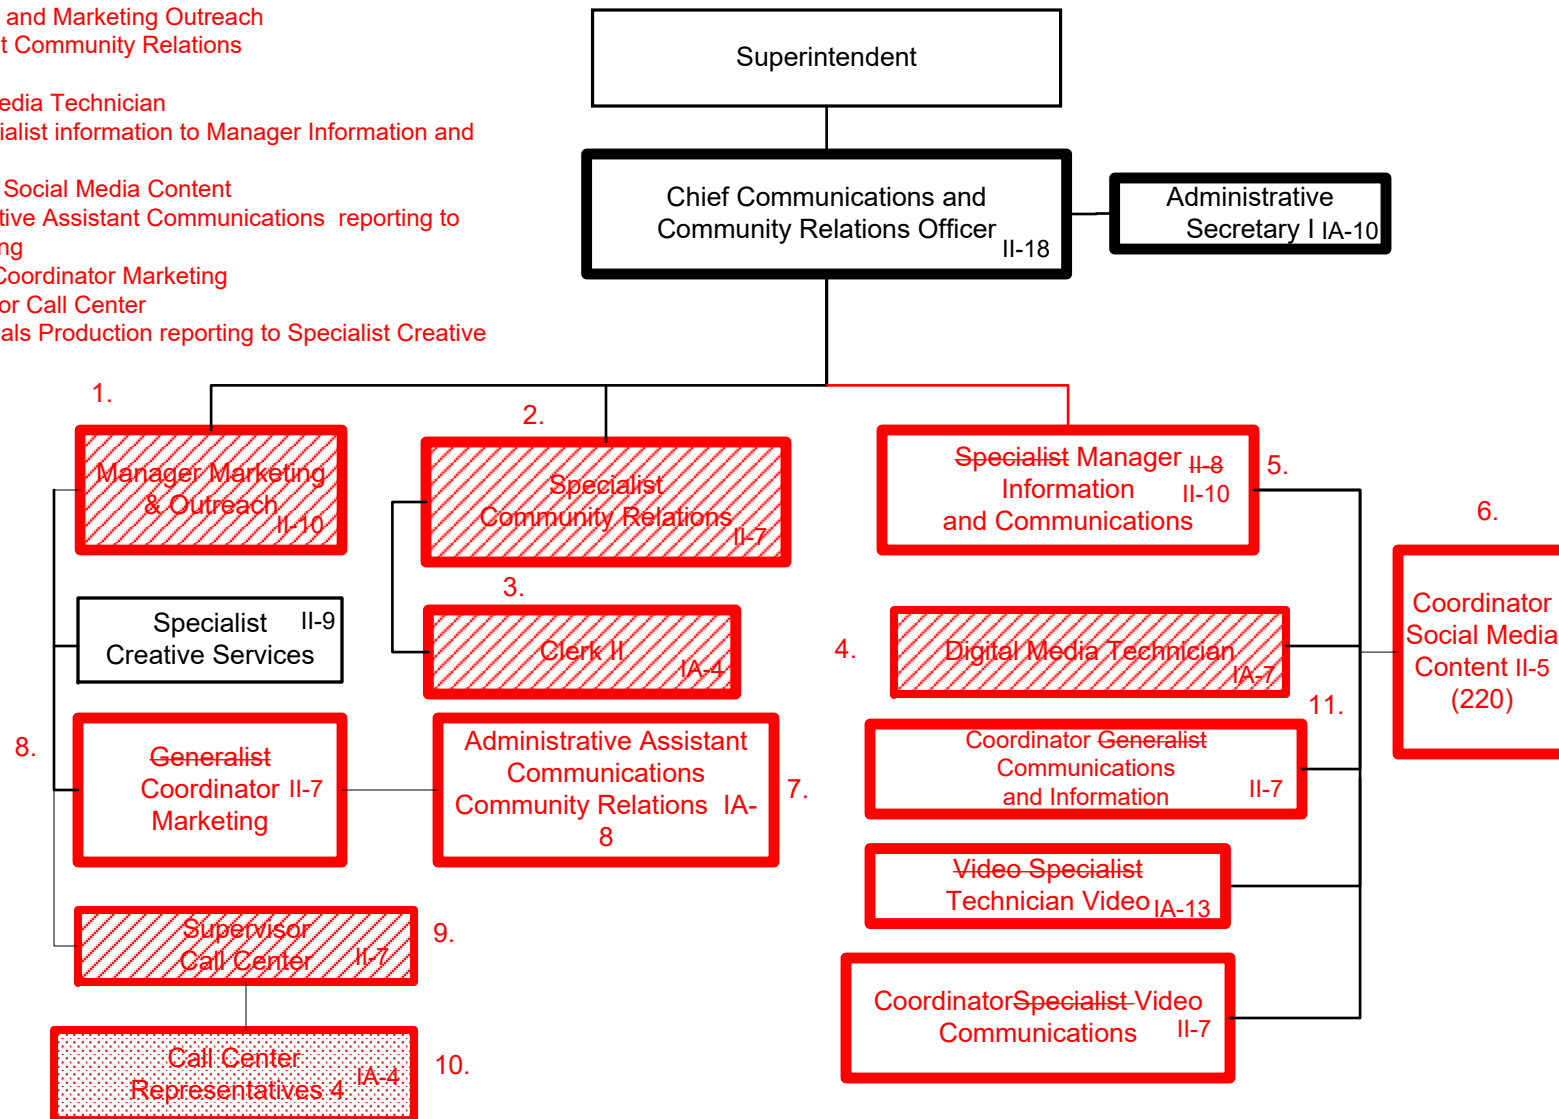 and Marketing Outreach
t Community Relations
edia Technician
ialist information to Manager Information and
Social Media Content
tive Assistant Communications reporting to
ng
Coordinator Marketing
or Call Center
als Production reporting to Specialist Creative
Superintendent
Chief Communications and
Community Relations Officer
II-18
Administrative
Secretary I IA-10
1.
Manager Marketing
& Outreach
II-10
2.
Specialist
Community Relations
II-7
Specialist Manager II-8
Information II-10
and Communications
5.
6.
Coordinator
Social Media
Content II-5
(220)
Specialist II-9
Creative Services
3.
Clerk II
IA-4
4.
Digital Media Technician
IA-7
8.
Generalist
Coordinator II-7
Marketing
Administrative Assistant
Communications
Community Relations IA-
8
7.
11.
Coordinator Generalist
Communications
and Information II-7
Video Specialist
Technician Video IA-13
9.
Supervisor
Call Center II-7
Coordinator Specialist Video
Communications II-7
10.
Call Center
Representatives 4 IA-4